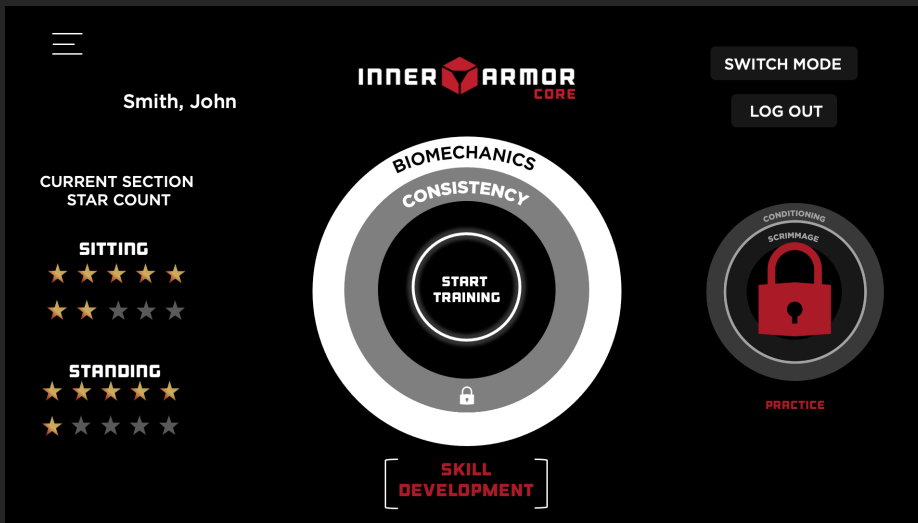 INNER ARMOR
CORE
SWITCH MODE
LOG OUT
Smith, John
CURRENT SECTION
STAR COUNT
SITTING
STANDING
BIOMECHANICS
CONSISTENCY
START
TRAINING
SKILL
DEVELOPMENT
CONDITIONING
SCRIMMAGE
PRACTICE